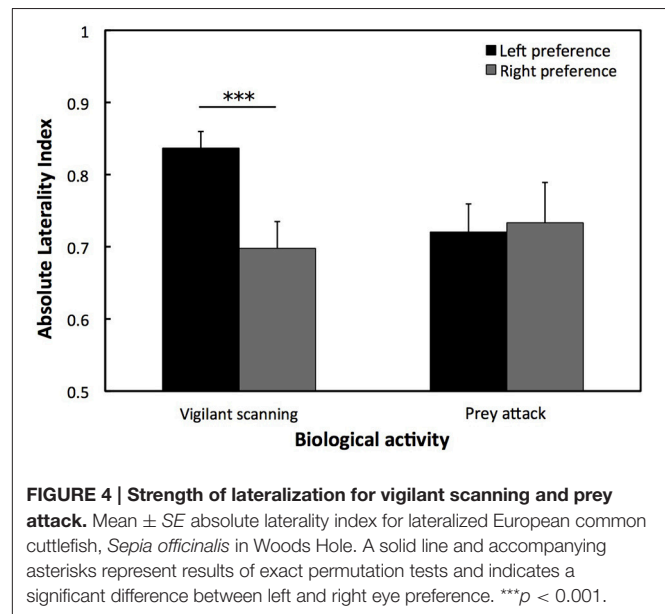 1
Left preference
Right preference
0.9
***
0.8
0.7
0.6
0.5
Absolute Laterality Index
Vigilant scanning
Prey attack
Biological activity
FIGURE 4 | Strength of lateralization for vigilant scanning and prey
attack. Mean ± SE absolute laterality index for lateralized European common
cuttlefish, Sepia officinalis in Woods Hole. A solid line and accompanying
asterisks represent results of exact permutation tests and indicates a
significant difference between left and right eye preference. ***p < 0.001.